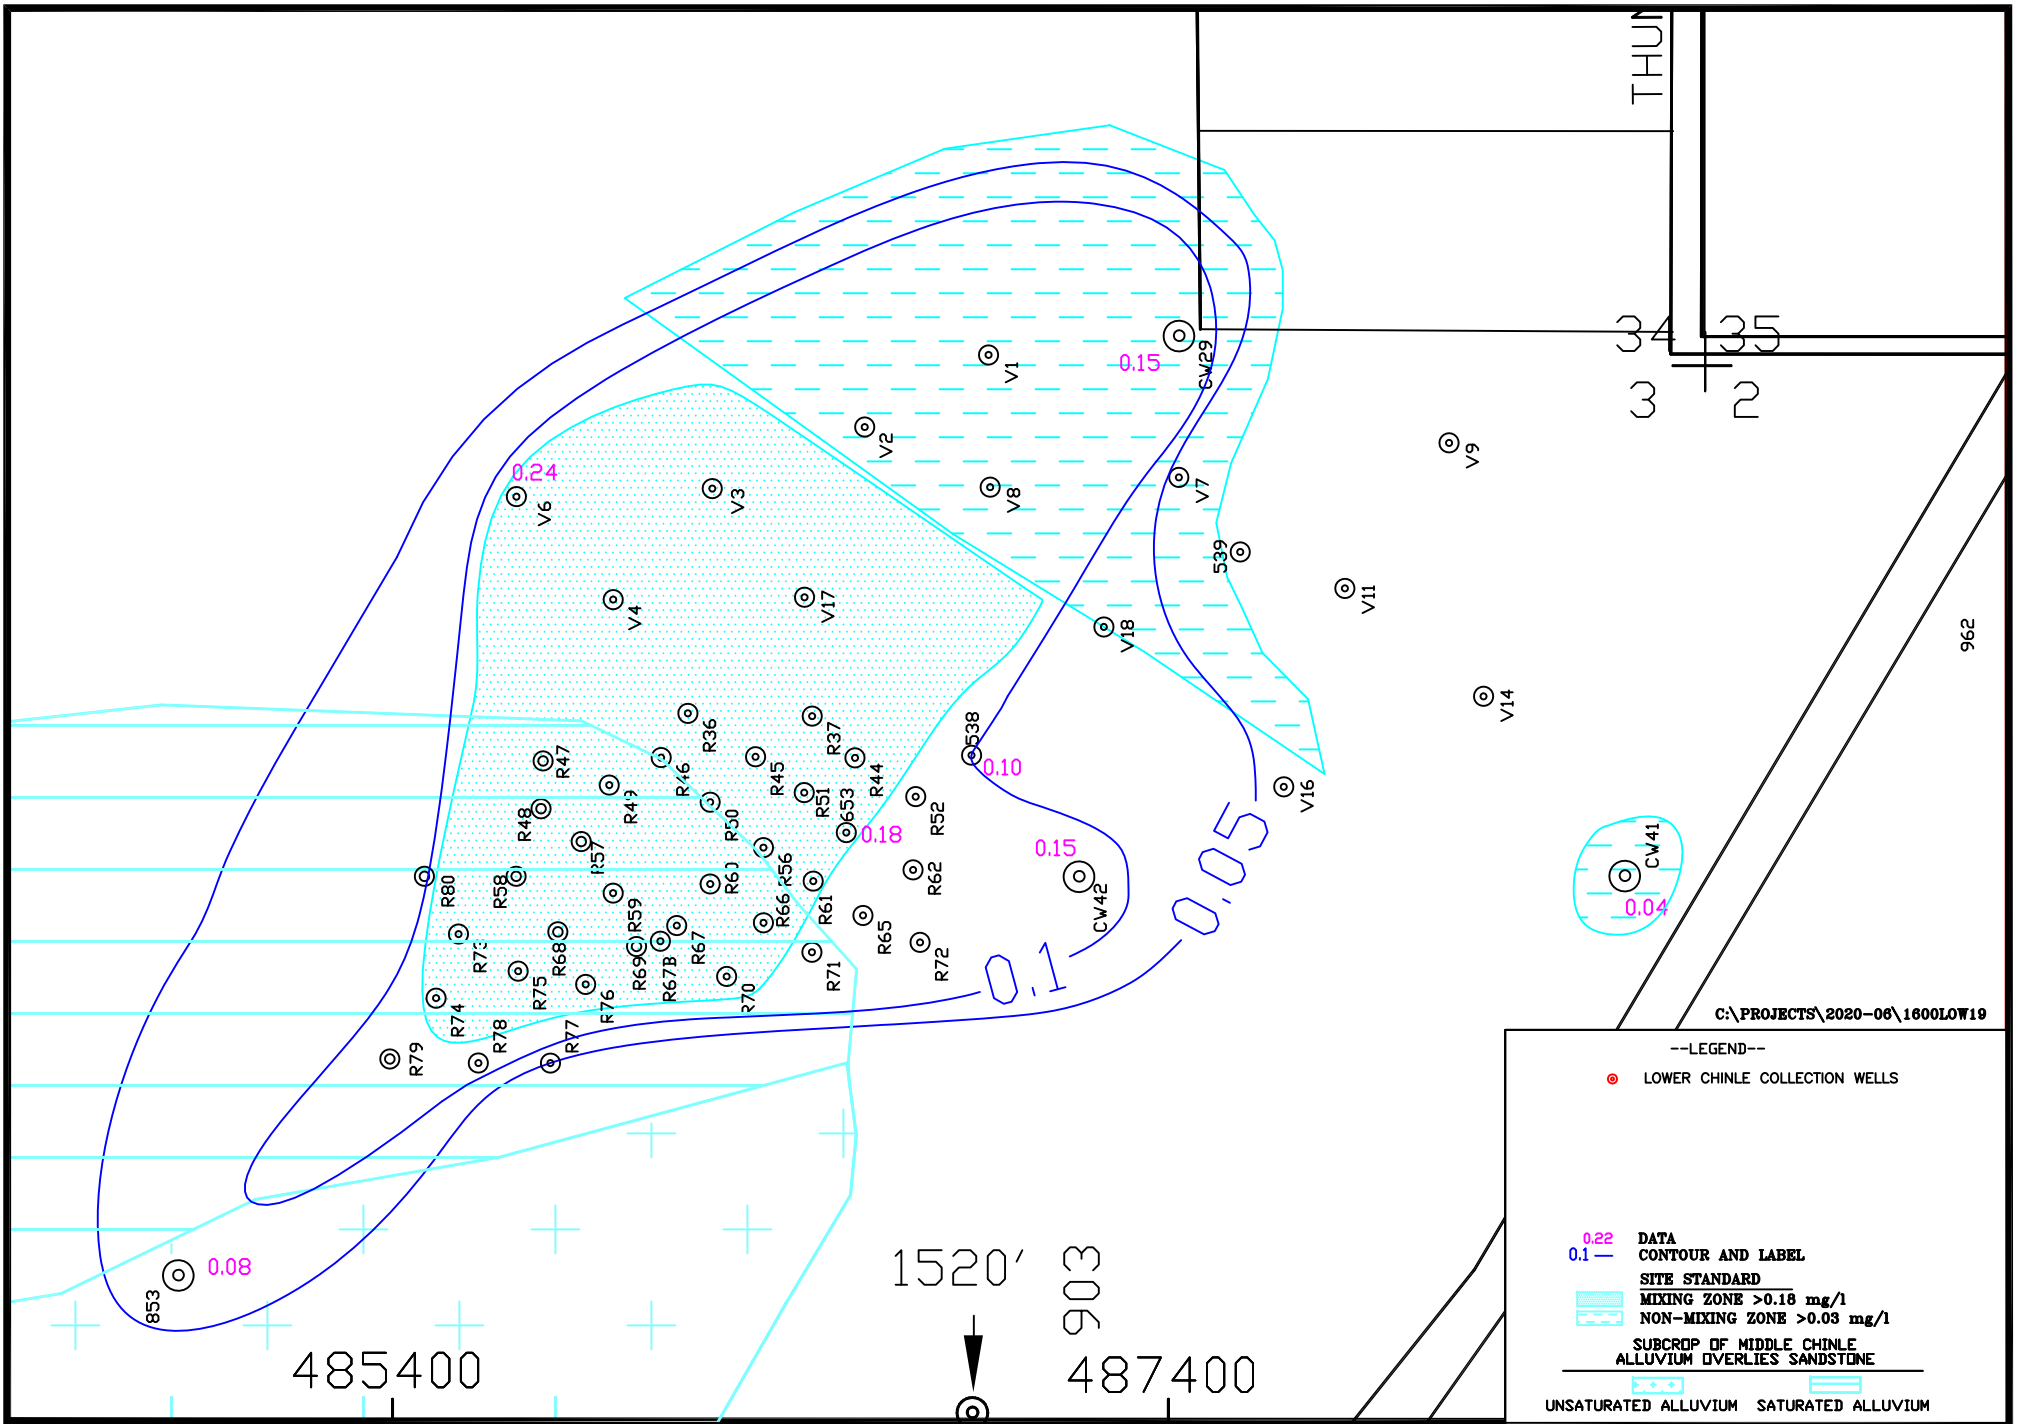 THUN
34 35
3 2
CW29
0.15
V1
V2
V9
0.24
V6
V3
V8
V7
539
V11
V4
V17
V18
962
V14
R36
R37
538
0.10
R47
R46
R45
R44
V16
R49
R51
R52
R48
R50
653
0.18
0.05
CW41
R57
R56
0.15
R80
R58
R60
R61
R62
CW42
0.04
R59
R66
R65
R73
R68
R67
R72
R69
R67B
R71
0.1
R75
R76
R70
R74
R78
R77
R79
C:\PROJECTS\2020-06\1600LOW19
--LEGEND--
LOWER CHINLE COLLECTION WELLS
0.22 DATA
0.1 — CONTOUR AND LABEL
SITE STANDARD
MIXING ZONE >0.18 mg/l
NON-MIXING ZONE >0.03 mg/l
SUBCROP OF MIDDLE CHINLE
ALLUVIUM OVERLIES SANDSTONE
UNSATURATED ALLUVIUM SATURATED ALLUVIUM
0.08
853
1520'
903
485400
487400